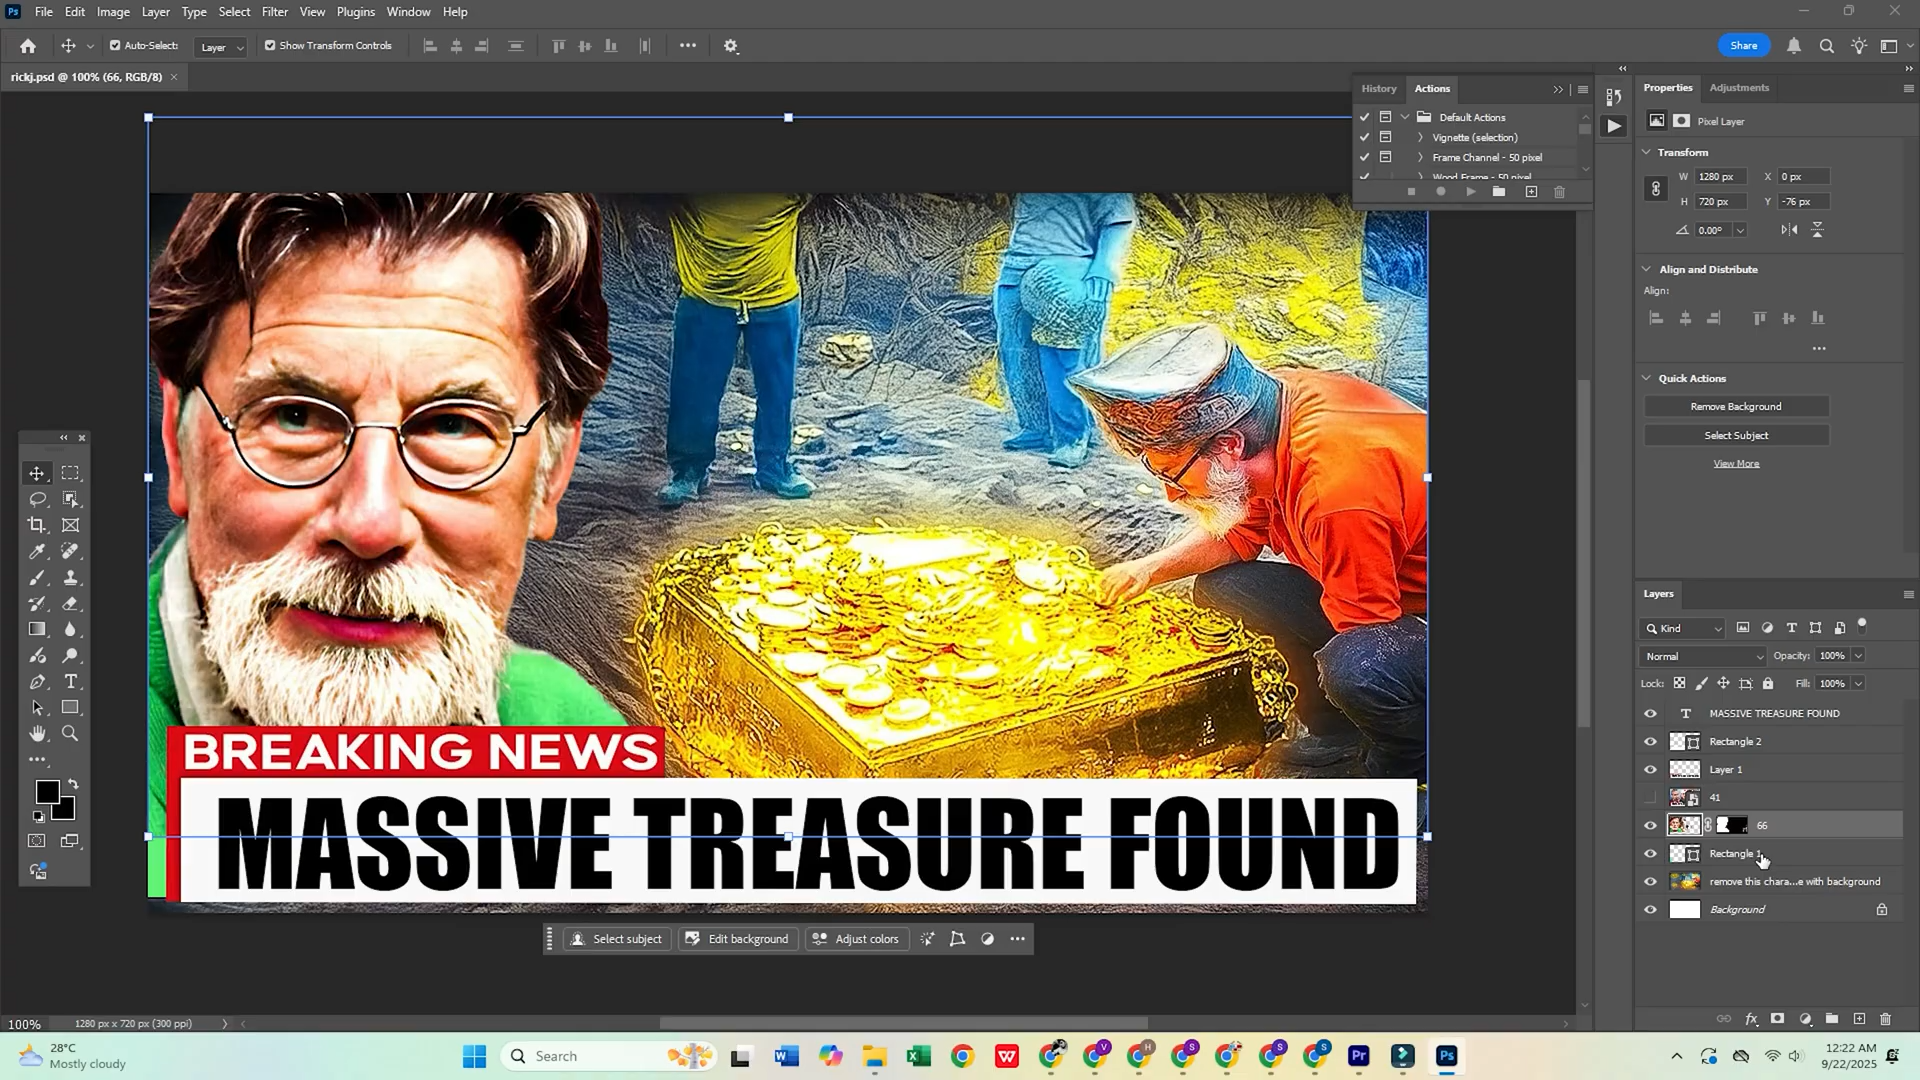 Ps File Edit Image Layer Type Select Filter View Plugins Window Help
Auto-Select: Layer Show Transform Controls Share
rickj.psd @ 100% (66, RGB/8)
History Actions
Default Actions
Vignette (selection)
Frame Channel - 50 pixel
Wood Frame - 50 pixel
Properties Adjustments
Pixel Layer
Transform
W 1280 px X 0 px
H 720 px Y -76 px
0.00°
Align and Distribute
Align:
Quick Actions
Remove Background
Select Subject
View More
Layers
Kind
Normal Opacity: 100%
Lock: Fill: 100%
MASSIVE TREASURE FOUND
Rectangle 2
Layer 1
41
66
Rectangle 1
remove this chara...e with background
Background
BREAKING NEWS
MASSIVE TREASURE FOUND
Select subject Edit background Adjust colors
100% 1280 px x 720 px (300 ppi)
28°C
Mostly cloudy
Search
12:22 AM
9/22/2025